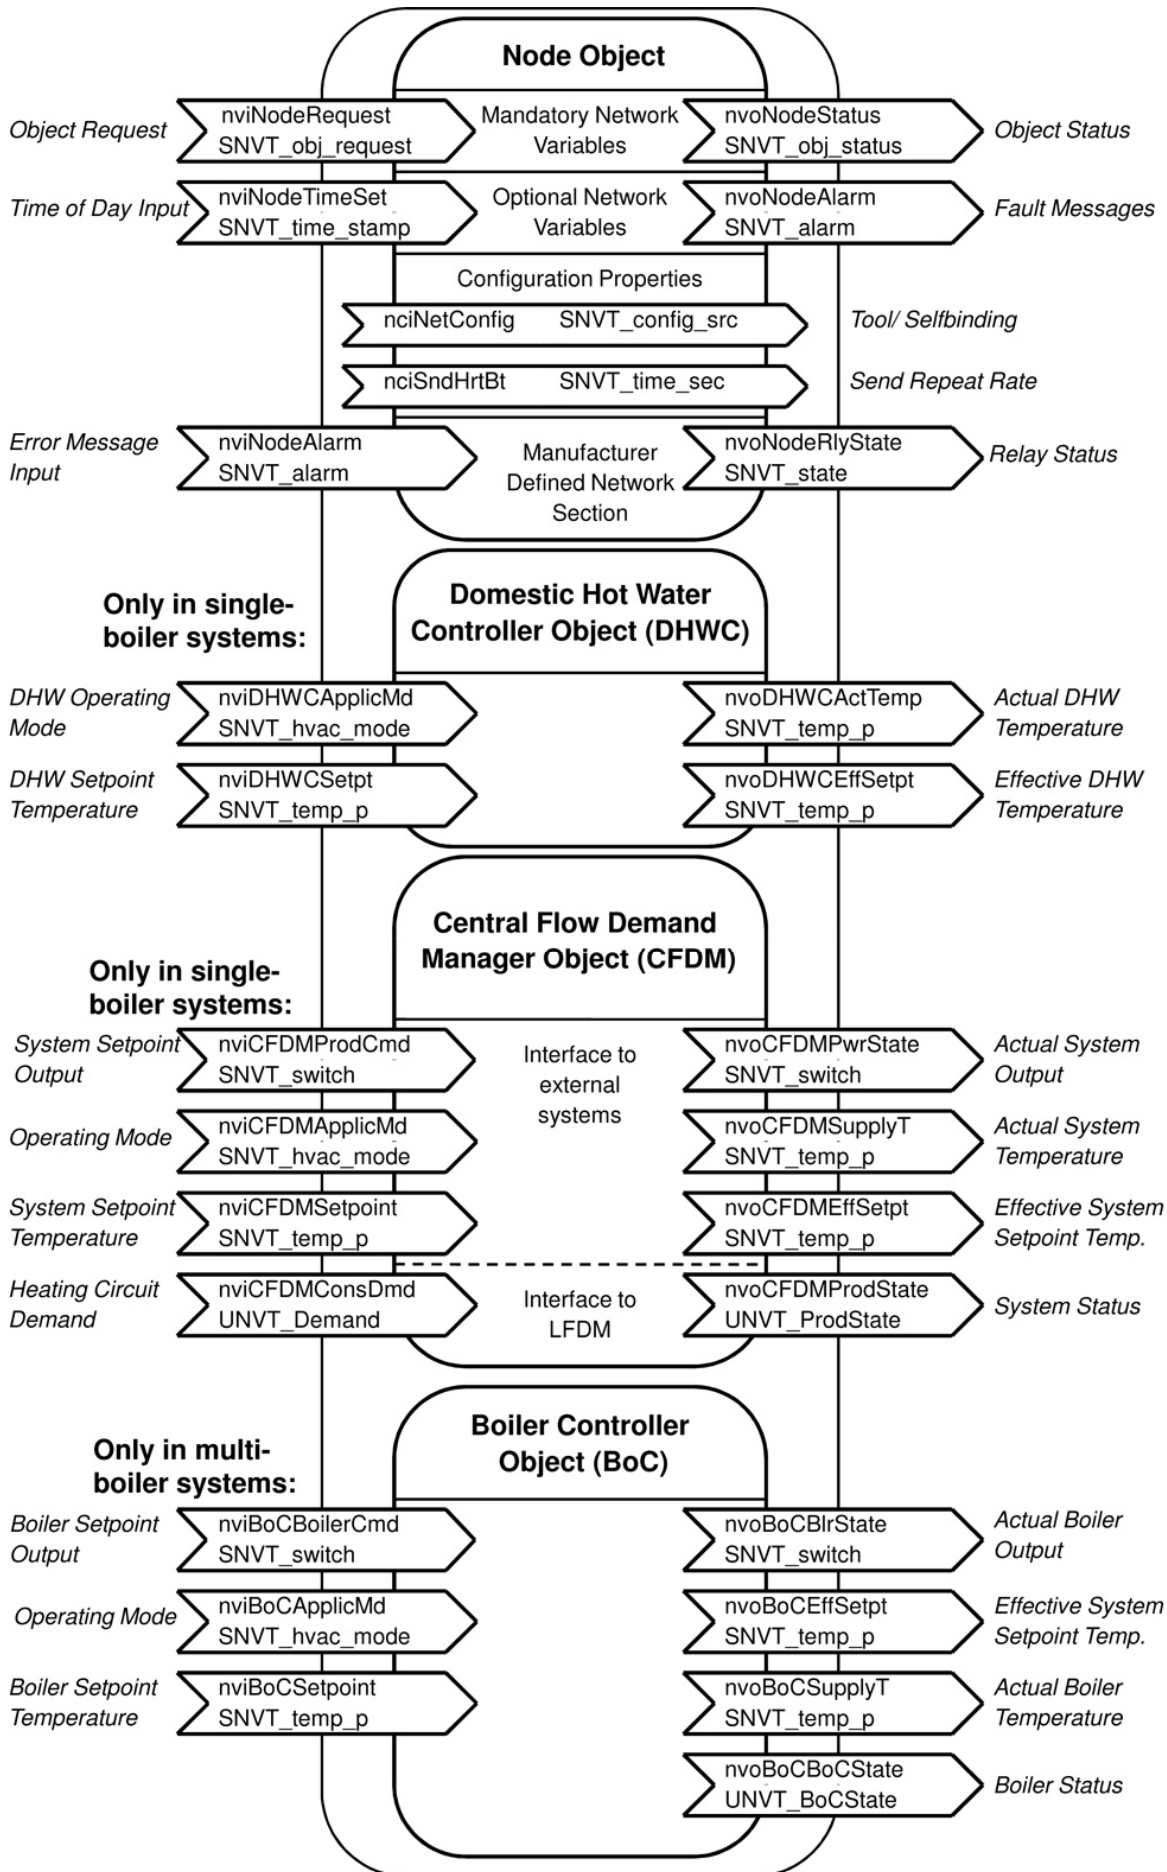 Node Object
Object Request
nviNodeRequest
SNVT_obj_request
Mandatory Network
Variables
nvoNodeStatus
SNVT_obj_status
Object Status
Time of Day Input
nviNodeTimeSet
SNVT_time_stamp
Optional Network
Variables
nvoNodeAlarm
SNVT_alarm
Fault Messages
Configuration Properties
nciNetConfig SNVT_config_src
Tool/ Selfbinding
nciSndHrtBt SNVT_time_sec
Send Repeat Rate
Error Message
Input
nviNodeAlarm
SNVT_alarm
Manufacturer
Defined Network
Section
nvoNodeRlyState
SNVT_state
Relay Status
Only in single-
boiler systems:
Domestic Hot Water
Controller Object (DHWC)
DHW Operating
Mode
nviDHWCApplicMd
SNVT_hvac_mode
nvoDHWCActTemp
SNVT_temp_p
Actual DHW
Temperature
DHW Setpoint
Temperature
nviDHWCSetpt
SNVT_temp_p
nvoDHWCEffSetpt
SNVT_temp_p
Effective DHW
Temperature
Central Flow Demand
Manager Object (CFDM)
Only in single-
boiler systems:
System Setpoint
Output
nviCFDMProdCmd
SNVT_switch
Interface to
external
systems
nvoCFDMPwrState
SNVT_switch
Actual System
Output
Operating Mode
nviCFDMApplicMd
SNVT_hvac_mode
nvoCFDMSupplyT
SNVT_temp_p
Actual System
Temperature
System Setpoint
Temperature
nviCFDMSetpoint
SNVT_temp_p
nvoCFDMEffSetpt
SNVT_temp_p
Effective System
Setpoint Temp.
Heating Circuit
Demand
nviCFDMConsDmd
UNVT_Demand
Interface to
LFDM
nvoCFDMProdState
UNVT_ProdState
System Status
Boiler Controller
Object (BoC)
Only in multi-
boiler systems:
Boiler Setpoint
Output
nviBoCBoilerCmd
SNVT_switch
nvoBoCBlrState
SNVT_switch
Actual Boiler
Output
Operating Mode
nviBoCApplicMd
SNVT_hvac_mode
nvoBoCEffSetpt
SNVT_temp_p
Effective System
Setpoint Temp.
Boiler Setpoint
Temperature
nviBoCSetpoint
SNVT_temp_p
nvoBoCSupplyT
SNVT_temp_p
Actual Boiler
Temperature
nvoBoCBoCState
UNVT_BoCState
Boiler Status